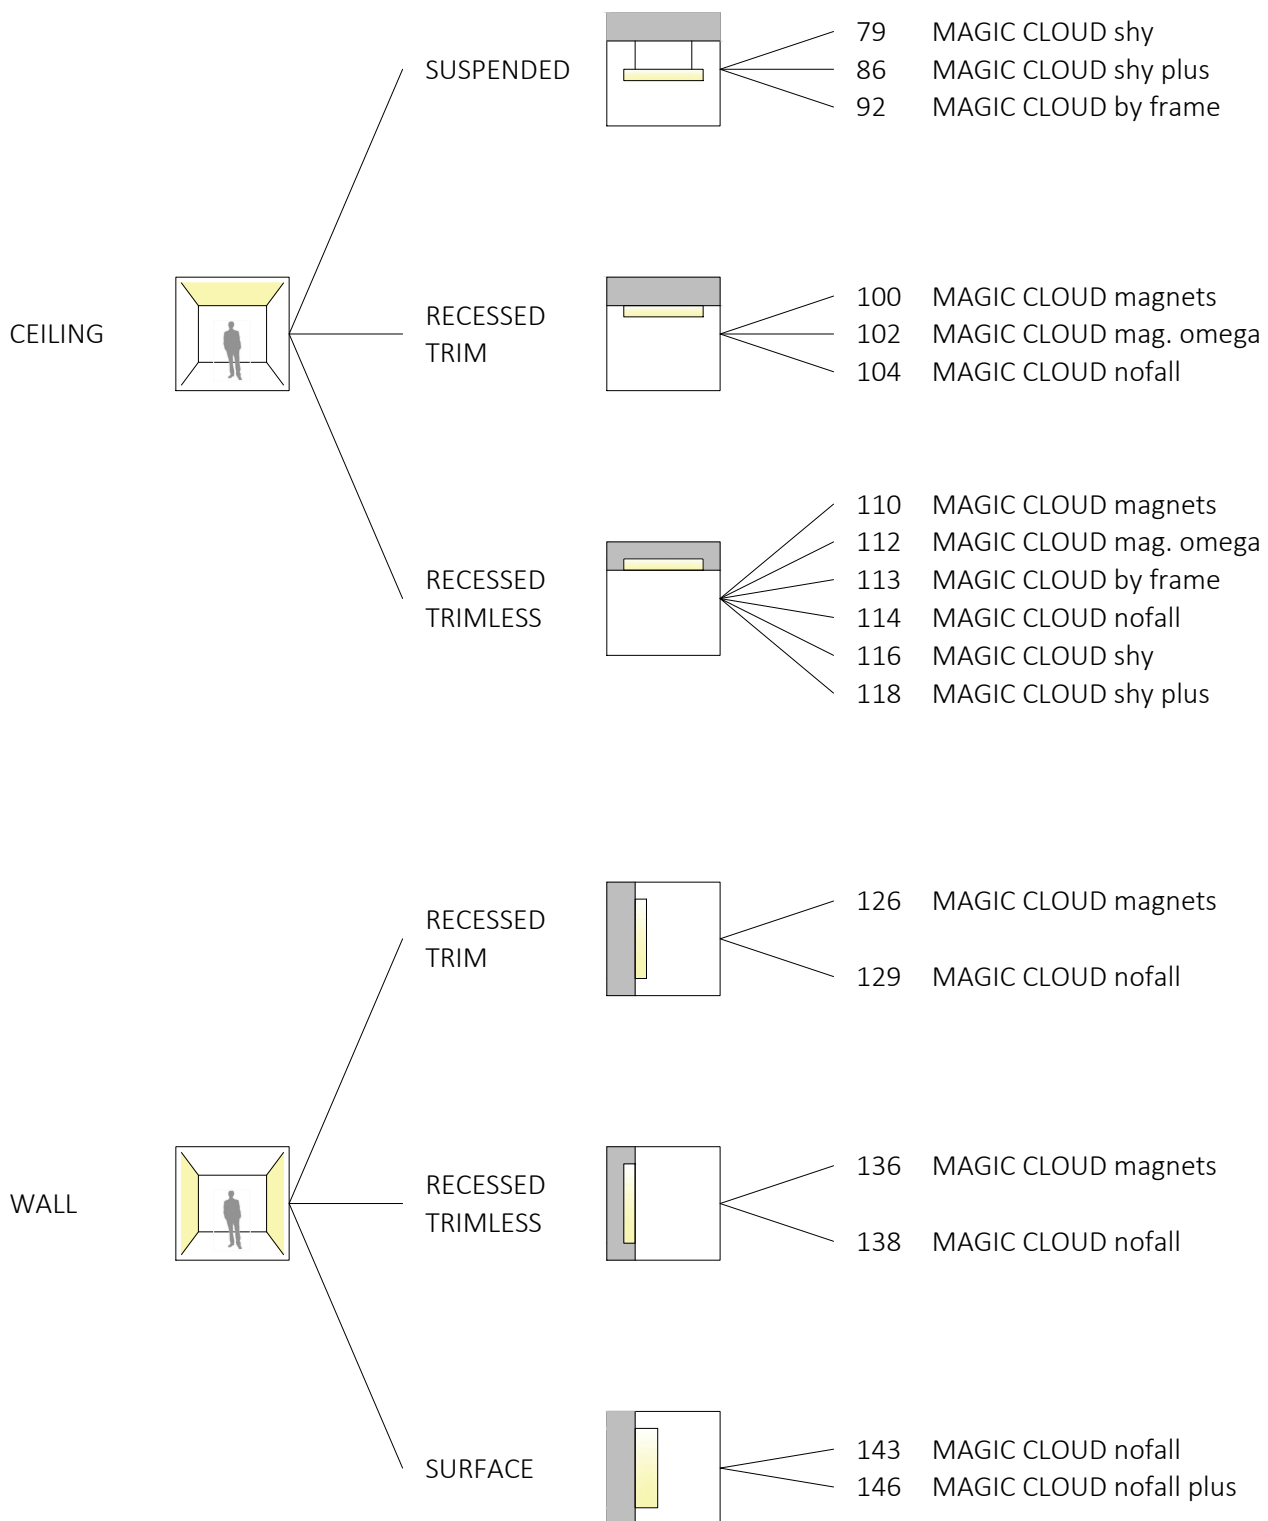 CEILING
SUSPENDED
79 MAGIC CLOUD shy
86 MAGIC CLOUD shy plus
92 MAGIC CLOUD by frame
RECESSED
TRIM
100 MAGIC CLOUD magnets
102 MAGIC CLOUD mag. omega
104 MAGIC CLOUD nofall
RECESSED
TRIMLESS
110 MAGIC CLOUD magnets
112 MAGIC CLOUD mag. omega
113 MAGIC CLOUD by frame
114 MAGIC CLOUD nofall
116 MAGIC CLOUD shy
118 MAGIC CLOUD shy plus
WALL
RECESSED
TRIM
126 MAGIC CLOUD magnets
129 MAGIC CLOUD nofall
RECESSED
TRIMLESS
136 MAGIC CLOUD magnets
138 MAGIC CLOUD nofall
SURFACE
143 MAGIC CLOUD nofall
146 MAGIC CLOUD nofall plus